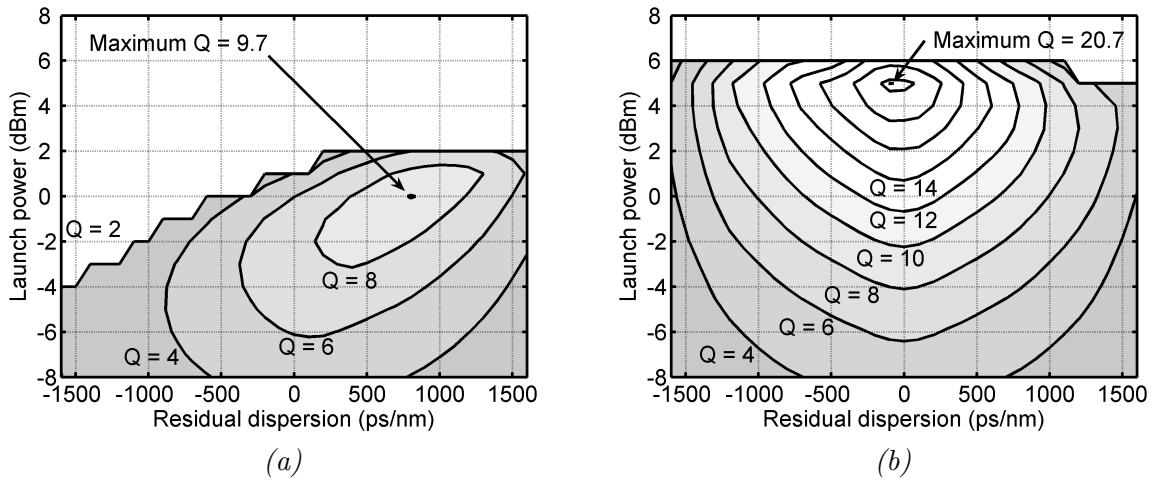 Maximum Q = 9.7
Launch power (dBm)
8
6
4
2
0
-2
-4
-6
-8
Q = 2
Q = 8
Q = 6
Q = 4
-1500 -1000 -500 0 500 1000 1500
Residual dispersion (ps/nm)
(a)
Maximum Q = 20.7
Launch power (dBm)
8
6
4
2
0
-2
-4
-6
-8
Q = 14
Q = 12
Q = 10
Q = 8
Q = 6
Q = 4
-1500 -1000 -500 0 500 1000 1500
Residual dispersion (ps/nm)
(b)